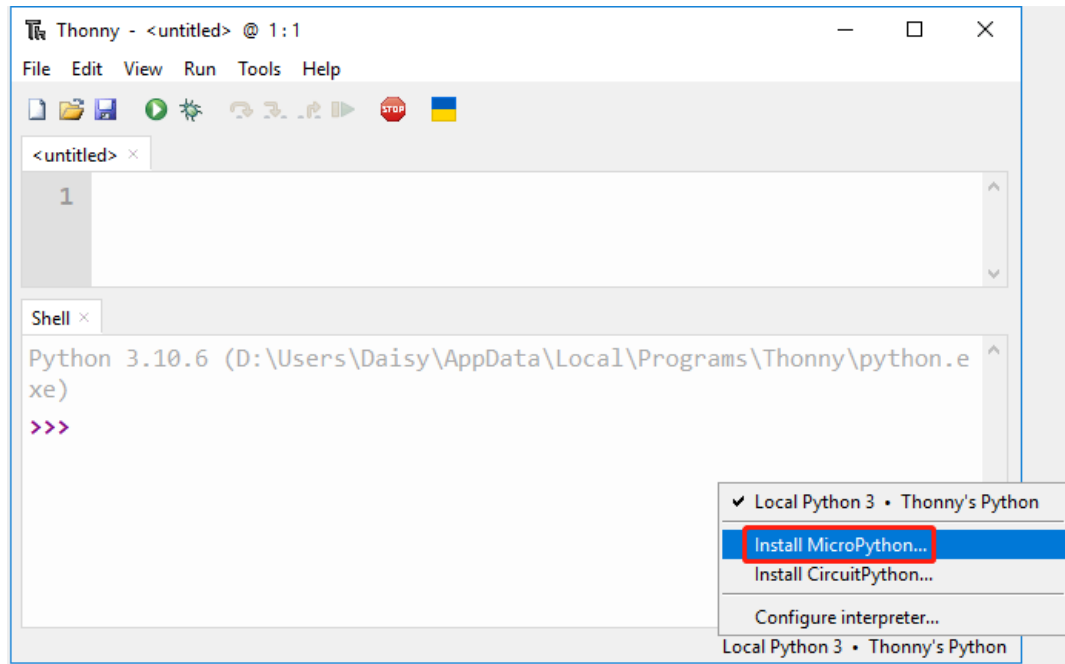 Thonny - <untitled> @ 1:1
File Edit View Run Tools Help
STOP
<untitled> ×
1
Shell ×
Python 3.10.6 (D:\Users\Daisy\AppData\Local\Programs\Thonny\python.e
xe)
>>>
✔ Local Python 3 • Thonny's Python
Install MicroPython...
Install CircuitPython...
Configure interpreter...
Local Python 3 • Thonny's Python